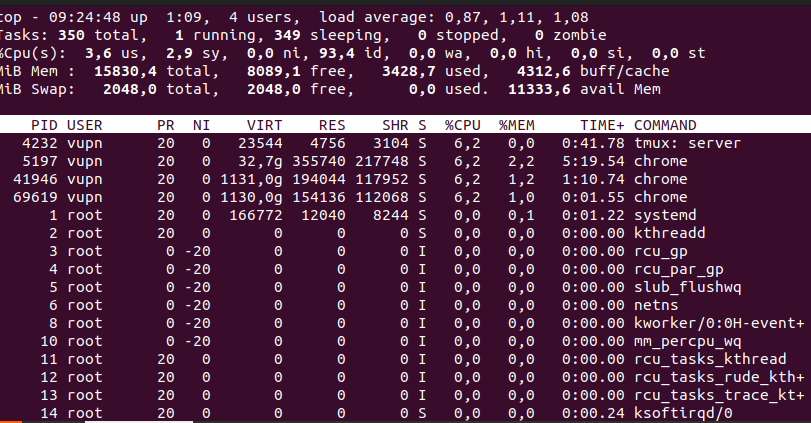 top - 09:24:48 up  1:09,  4 users,  load average: 0,87, 1,11, 1,08
Tasks: 350 total,   1 running, 349 sleeping,   0 stopped,   0 zombie
%Cpu(s):  3,6 us,  2,9 sy,  0,0 ni, 93,4 id,  0,0 wa,  0,0 hi,  0,0 si,  0,0 st
MiB Mem :  15830,4 total,   8089,1 free,   3428,7 used,   4312,6 buff/cache
MiB Swap:   2048,0 total,   2048,0 free,      0,0 used.  11333,6 avail Mem
PID USER      PR  NI    VIRT    RES    SHR S  %CPU  %MEM     TIME+ COMMAND
4232 vupn      20   0   23544   4756   3104 S   6,2   0,0   0:41.78 tmux: server
5197 vupn      20   0   32,7g 355740 217748 S   6,2   2,2   5:19.54 chrome
41946 vupn      20   0 1131,0g 194044 117952 S   6,2   1,2   1:10.74 chrome
69619 vupn      20   0 1130,0g 154136 112068 S   6,2   1,0   0:01.55 chrome
1 root      20   0  166772  12040   8244 S   0,0   0,1   0:01.22 systemd
2 root      20   0       0      0      0 S   0,0   0,0   0:00.00 kthreadd
3 root       0 -20       0      0      0 I   0,0   0,0   0:00.00 rcu_gp
4 root       0 -20       0      0      0 I   0,0   0,0   0:00.00 rcu_par_gp
5 root       0 -20       0      0      0 I   0,0   0,0   0:00.00 slub_flushwq
6 root       0 -20       0      0      0 I   0,0   0,0   0:00.00 netns
8 root       0 -20       0      0      0 I   0,0   0,0   0:00.00 kworker/0:0H-event+
10 root       0 -20       0      0      0 I   0,0   0,0   0:00.00 mm_percpu_wq
11 root      20   0       0      0      0 I   0,0   0,0   0:00.00 rcu_tasks_kthread
12 root      20   0       0      0      0 I   0,0   0,0   0:00.00 rcu_tasks_rude_kth+
13 root      20   0       0      0      0 I   0,0   0,0   0:00.00 rcu_tasks_trace_kt+
14 root      20   0       0      0      0 S   0,0   0,0   0:00.24 ksoftirqd/0